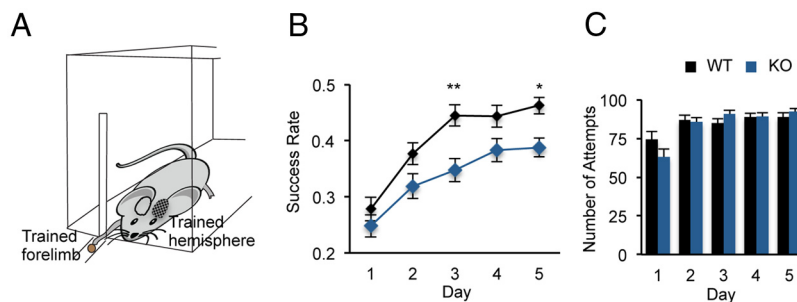 A
Trained
forelimb
Trained
hemisphere
B
Success Rate
0.5
0.4
0.3
0.2
**
*
1 2 3 4 5
Day
C
WT KO
Number of Attempts
100
75
50
25
0
1 2 3 4 5
Day